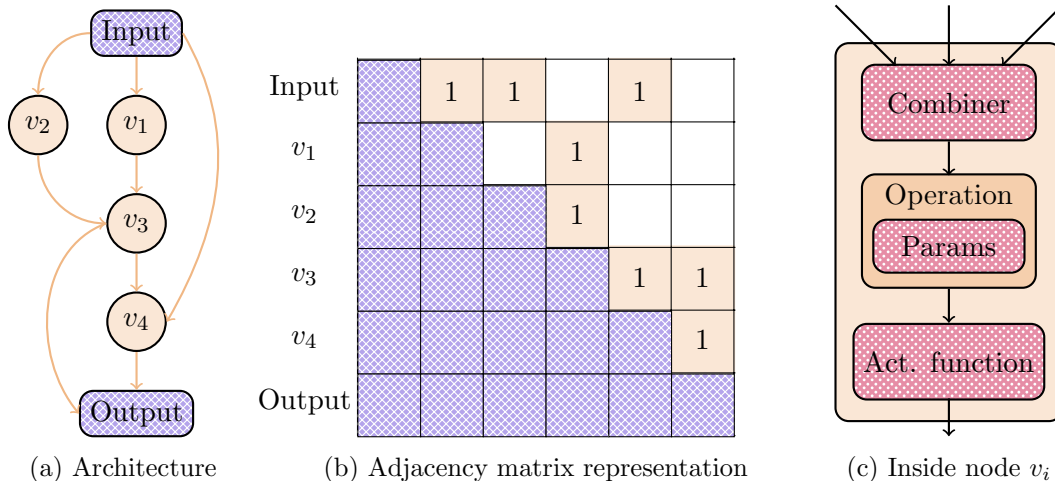 Input
v2
v1
v3
v4
Output
(a) Architecture
Input 1 1 1
v1 1
v2 1
v3 1 1
v4 1
Output
(b) Adjacency matrix representation
Combiner
Operation
Params
Act. function
(c) Inside node vi